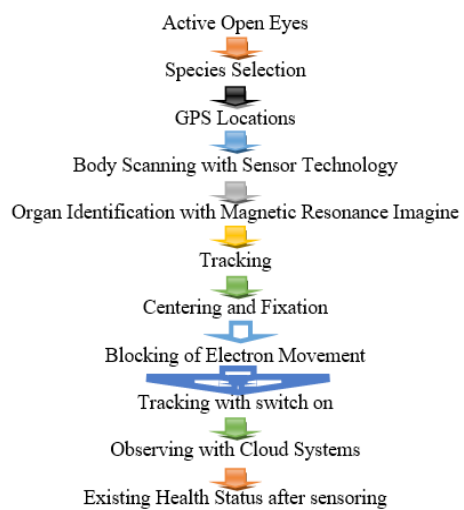 Active Open Eyes
Species Selection
GPS Locations
Body Scanning with Sensor Technology
Organ Identification with Magnetic Resonance Imagine
Tracking
Centering and Fixation
Blocking of Electron Movement
Tracking with switch on
Observing with Cloud Systems
Existing Health Status after sensoring